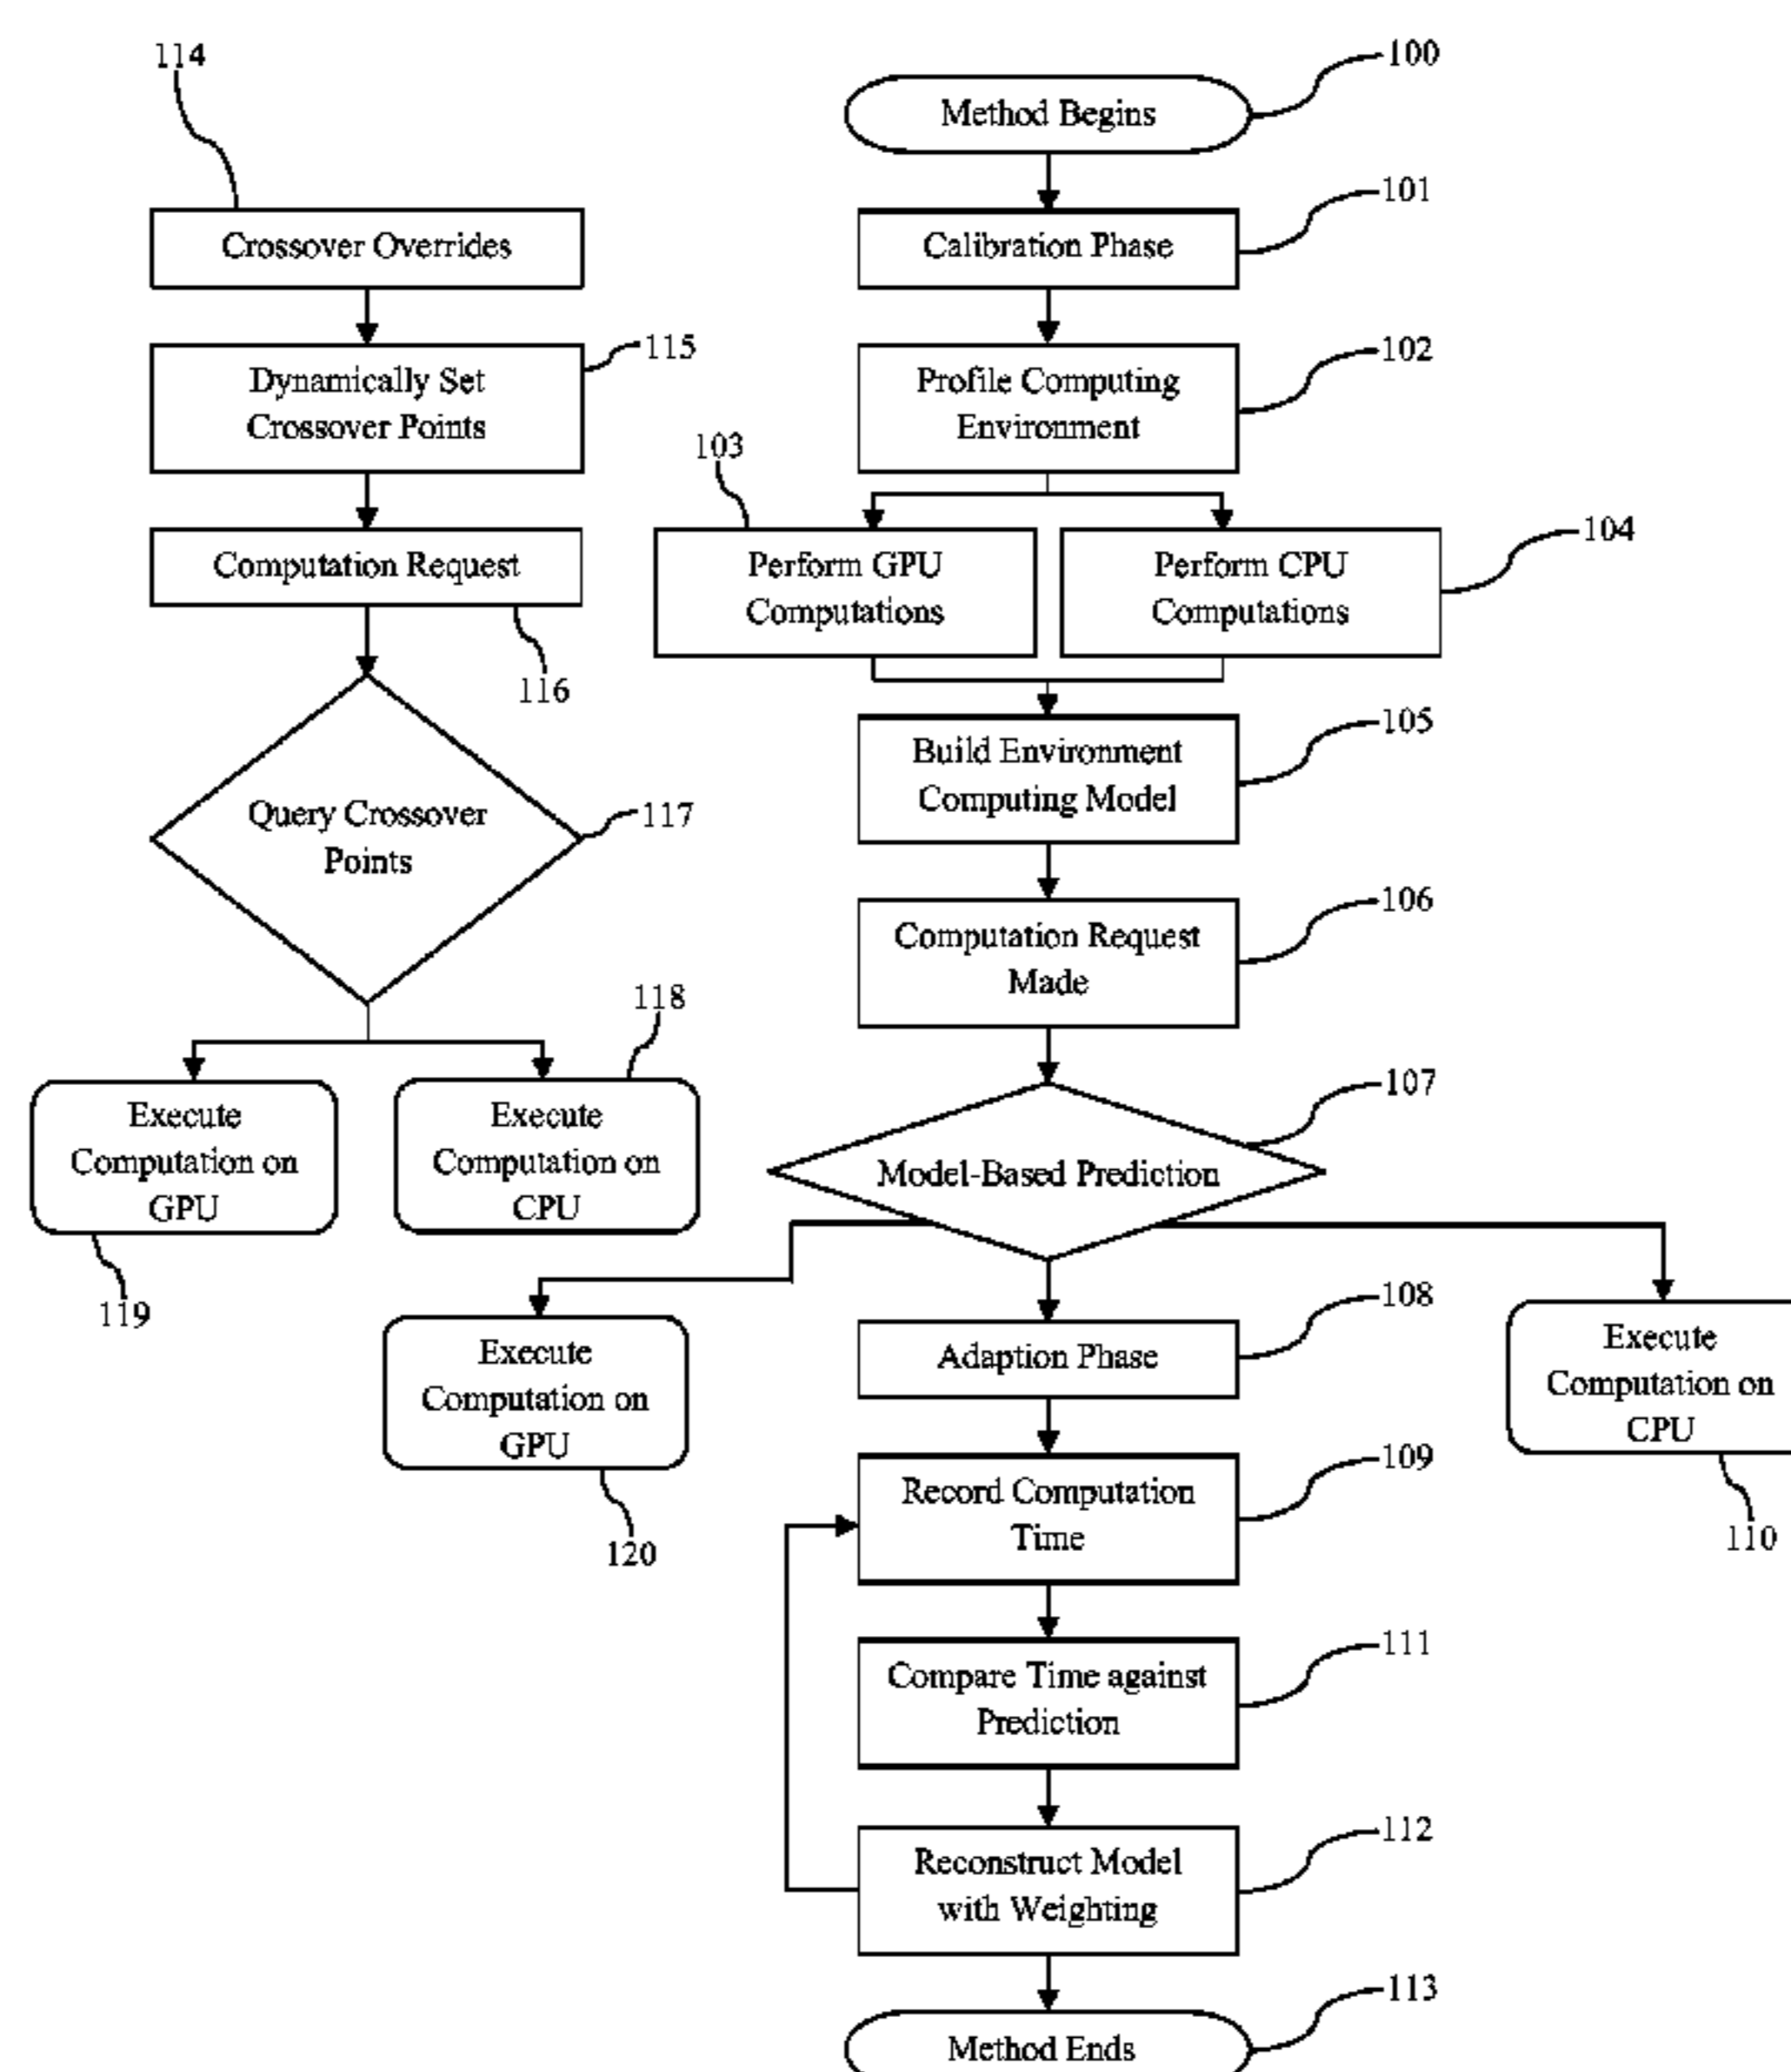 114
100
Method Begins
101
Crossover Overrides
Calibration Phase
115
102
Dynamically Set
Crossover Points
Profile Computing
Environment
103
104
Computation Request
Perform GPU
Computations
Perform CPU
Computations
116
105
Build Environment
Computing Model
Query Crossover
Points
117
106
Computation Request
Made
118
107
Execute
Computation on
GPU
Execute
Computation on
CPU
Model-Based Prediction
119
108
Execute
Computation on
GPU
Adaption Phase
Execute
Computation on
CPU
109
Record Computation
Time
120
110
111
Compare Time against
Prediction
112
Reconstruct Model
with Weighting
113
Method Ends